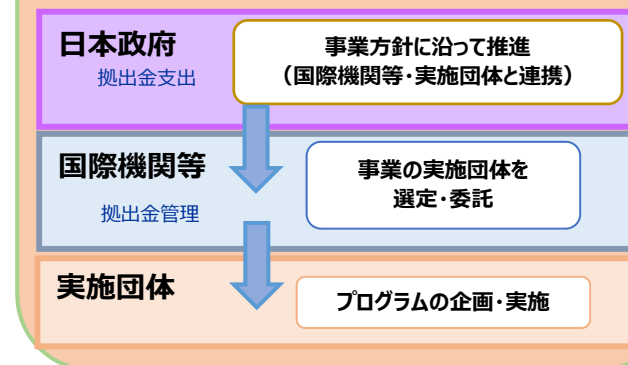 日本政府
拠出金支出
事業方針に沿って推進
（国際機関等・実施団体と連携）
国際機関等
拠出金管理
事業の実施団体を
選定・委託
実施団体
プログラムの企画・実施